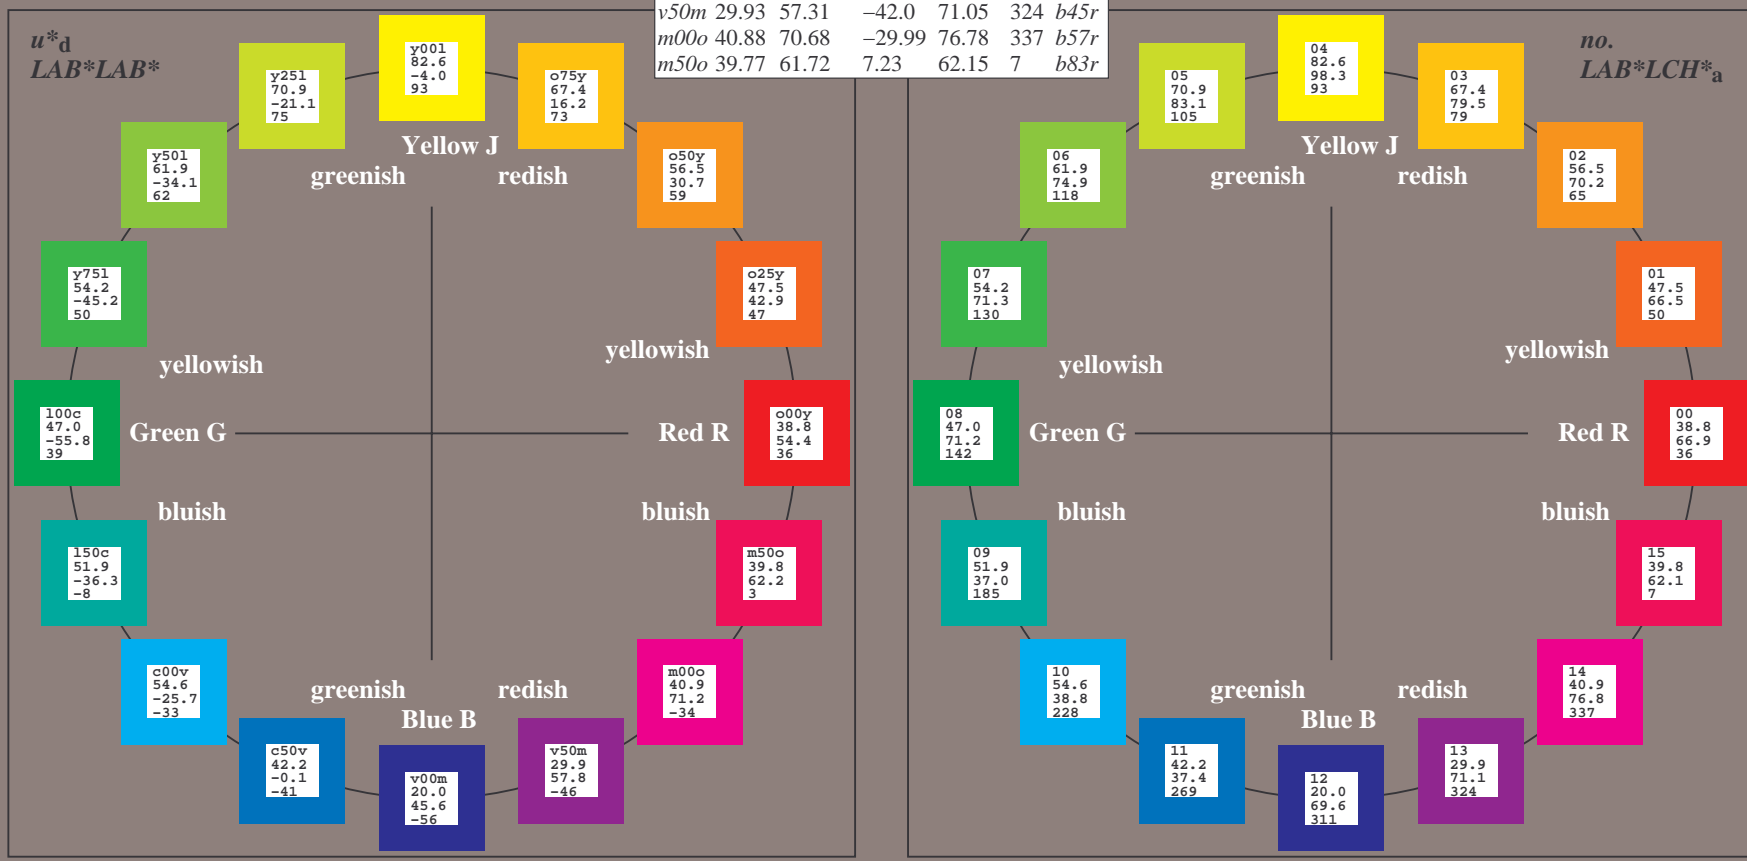 v50m 29.93 57.31 −42.0 71.05 324 b45r
m00o 40.88 70.68 −29.99 76.78 337 b57r
m50o 39.77 61.72 7.23 62.15 7 b83r
u*d
LAB*LAB*
y00l
82.6
-4.0
93
y25l
70.9
-21.1
75
o75y
67.4
16.2
73
y50l
61.9
-34.1
62
o50y
56.5
30.7
59
Yellow J
greenish redish
y75l
54.2
-45.2
50
o25y
47.5
42.9
47
yellowish
yellowish
l00c
47.0
-55.8
39
Green G
Red R
o00y
38.8
54.4
36
bluish
bluish
l50c
51.9
-36.3
-8
m50o
39.8
62.2
3
c00v
54.6
-25.7
-33
m00o
40.9
71.2
-34
greenish redish
Blue B
c50v
42.2
-0.1
-41
v00m
20.0
45.6
-56
v50m
29.9
57.8
-46
no.
LAB*LCH*a
04
82.6
98.3
93
05
70.9
83.1
105
03
67.4
79.5
79
06
61.9
74.9
118
02
56.5
70.2
65
Yellow J
greenish redish
07
54.2
71.3
130
01
47.5
66.5
50
yellowish
yellowish
08
47.0
71.2
142
Green G
Red R
00
38.8
66.9
36
bluish
bluish
09
51.9
37.0
185
15
39.8
62.1
7
10
54.6
38.8
228
14
40.9
76.8
337
greenish redish
Blue B
11
42.2
37.4
269
12
20.0
69.6
311
13
29.9
71.1
324